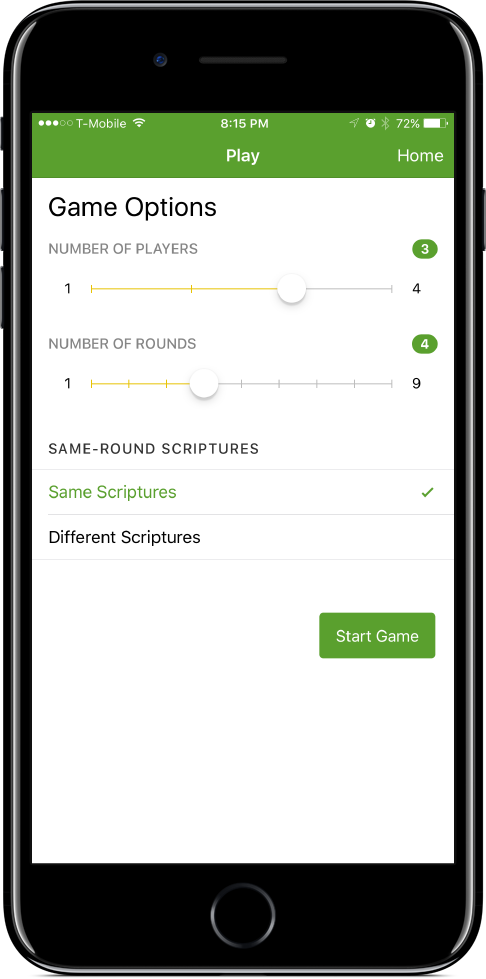 T-Mobile 8:15 PM 72%
Play Home
Game Options
NUMBER OF PLAYERS 3
1 4
NUMBER OF ROUNDS 4
1 9
SAME-ROUND SCRIPTURES
Same Scriptures
Different Scriptures
Start Game